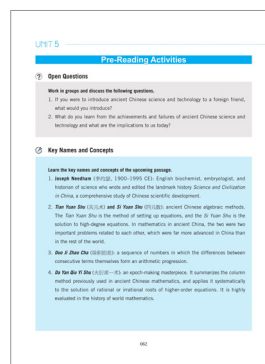 UNIT 5
Pre-Reading Activities
Open Questions
Work in groups and discuss the following questions.
1. If you were to introduce ancient Chinese science and technology to a foreign friend,
what would you introduce?
2. What do you learn from the achievements and failures of ancient Chinese science and
technology and what are the implications to us today?
Key Names and Concepts
Learn the key names and concepts of the upcoming passage.
1. Joseph Needham (李约瑟, 1900–1995 CE): English biochemist, embryologist, and
historian of science who wrote and edited the landmark history Science and Civilization
in China, a comprehensive study of Chinese scientific development.
2. Tian Yuan Shu (天元术) and Si Yuan Shu (四元术): ancient Chinese algebraic methods.
The Tian Yuan Shu is the method of setting up equations, and the Si Yuan Shu is the
solution to high-degree equations. In mathematics in ancient China, the two were two
important problems related to each other, which were far more advanced in China than
in the rest of the world.
3. Duo Ji Zhao Cha: a sequence of numbers in which the differences between
consecutive terms themselves form an arithmetic progression.
4. Da Yan Qiu Yi Shu (大衍求一术): an epoch-making masterpiece. It summarizes the column
method previously used in ancient Chinese mathematics, and applies it systematically
to the solution of rational or irrational roots of higher-order equations. It is highly
evaluated in the history of world mathematics.
082